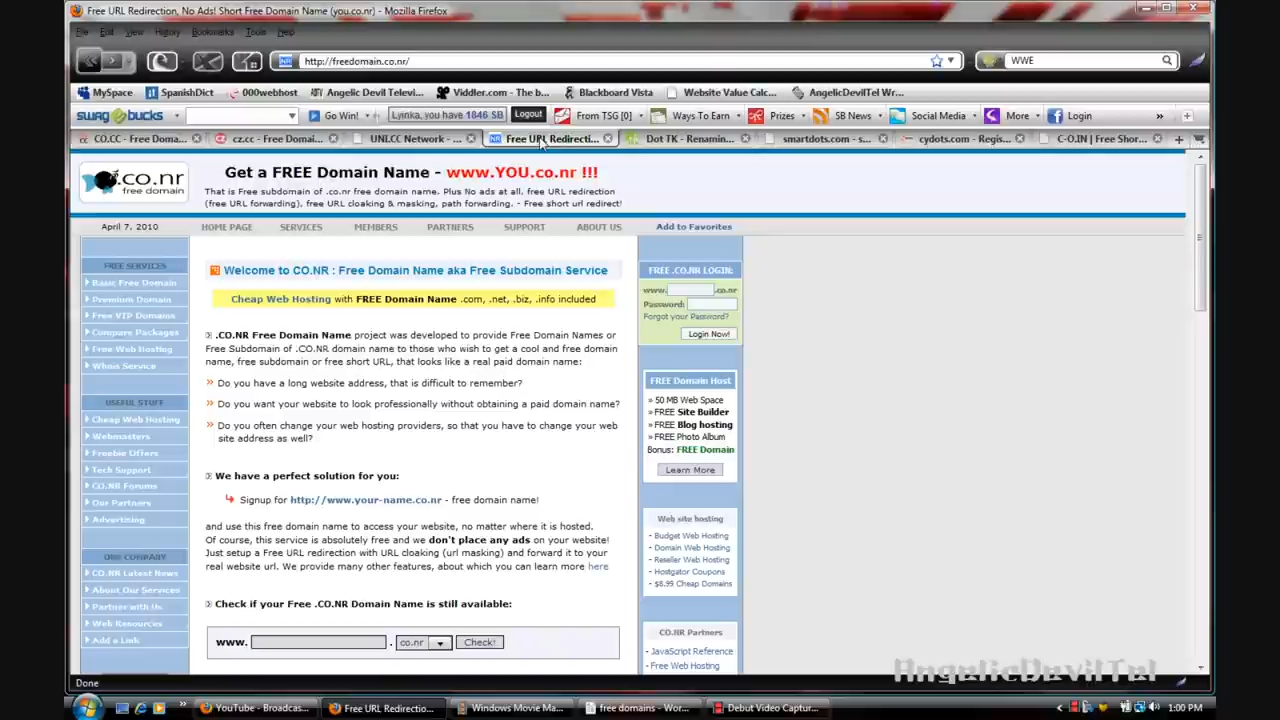 Free URL Redirection, No Ads! Short Free Domain Name (you.co.nr) - Mozilla Firefox
File Edit View History Bookmarks Tools Help
http://freedomain.co.nr/
WWE
MySpace SpanishDict 000webhost Angelic Devil Televi... Viddler.com - The b... Blackboard Vista Website Value Calc... AngelicDevilTel Wr...
swagbucks Go Win! Lyinka, you have 1846 SB Logout From TSG [0] Ways To Earn Prizes SB News Social Media More Login »
CO.CC - Free Doma... cz.cc - Free Domai... UNI.CC Network - ... Free URL Redirecti... Dot TK - Renamin... smartdots.com - s... cydots.com - Regis... C-O.IN | Free Shor...
.co.nr
free domain
Get a FREE Domain Name - www.YOU.co.nr !!!
That is Free subdomain of .co.nr free domain name. Plus No ads at all, free URL redirection
(free URL forwarding), free URL cloaking & masking, path forwarding. - Free short url redirect!
April 7, 2010 HOME PAGE SERVICES MEMBERS PARTNERS SUPPORT ABOUT US Add to Favorites
FREE SERVICES
Basic Free Domain
Premium Domain
Free VIP Domains
Compare Packages
Free Web Hosting
Whois Service
USEFUL STUFF
Cheap Web Hosting
Webmasters
Freebie Offers
Tech Support
CO.NR Forums
Our Partners
Advertising
OUR COMPANY
CO.NR Latest News
About Our Services
Partner with Us
Web Resources
Add a Link
Welcome to CO.NR : Free Domain Name aka Free Subdomain Service
Cheap Web Hosting with FREE Domain Name .com, .net, .biz, .info included
.CO.NR Free Domain Name project was developed to provide Free Domain Names or
Free Subdomain of .CO.NR domain name to those who wish to get a cool and free domain
name, free subdomain or free short URL, that looks like a real paid domain name:
Do you have a long website address, that is difficult to remember?
Do you want your website to look professionally without obtaining a paid domain name?
Do you often change your web hosting providers, so that you have to change your web
site address as well?
We have a perfect solution for you:
Signup for http://www.your-name.co.nr - free domain name!
and use this free domain name to access your website, no matter where it is hosted.
Of course, this service is absolutely free and we don't place any ads on your website!
Just setup a Free URL redirection with URL cloaking (url masking) and forward it to your
real website url. We provide many other features, about which you can learn more here
Check if your Free .CO.NR Domain Name is still available:
www. . co.nr Check!
FREE .CO.NR LOGIN:
www. .co.nr
Password:
Forgot your Password?
Login Now!
FREE Domain Host
» 50 MB Web Space
» FREE Site Builder
» FREE Blog hosting
» FREE Photo Album
Bonus: FREE Domain
Learn More
Web site hosting
- Budget Web Hosting
- Domain Web Hosting
- Reseller Web Hosting
- Hostgator Coupons
- $8.99 Cheap Domains
CO.NR Partners
- JavaScript Reference
- Free Web Hosting
AngelicDevilTel
Done
YouTube - Broadcas... Free URL Redirectio... Windows Movie Ma... free domains - Wor... Debut Video Captur... 1:00 PM